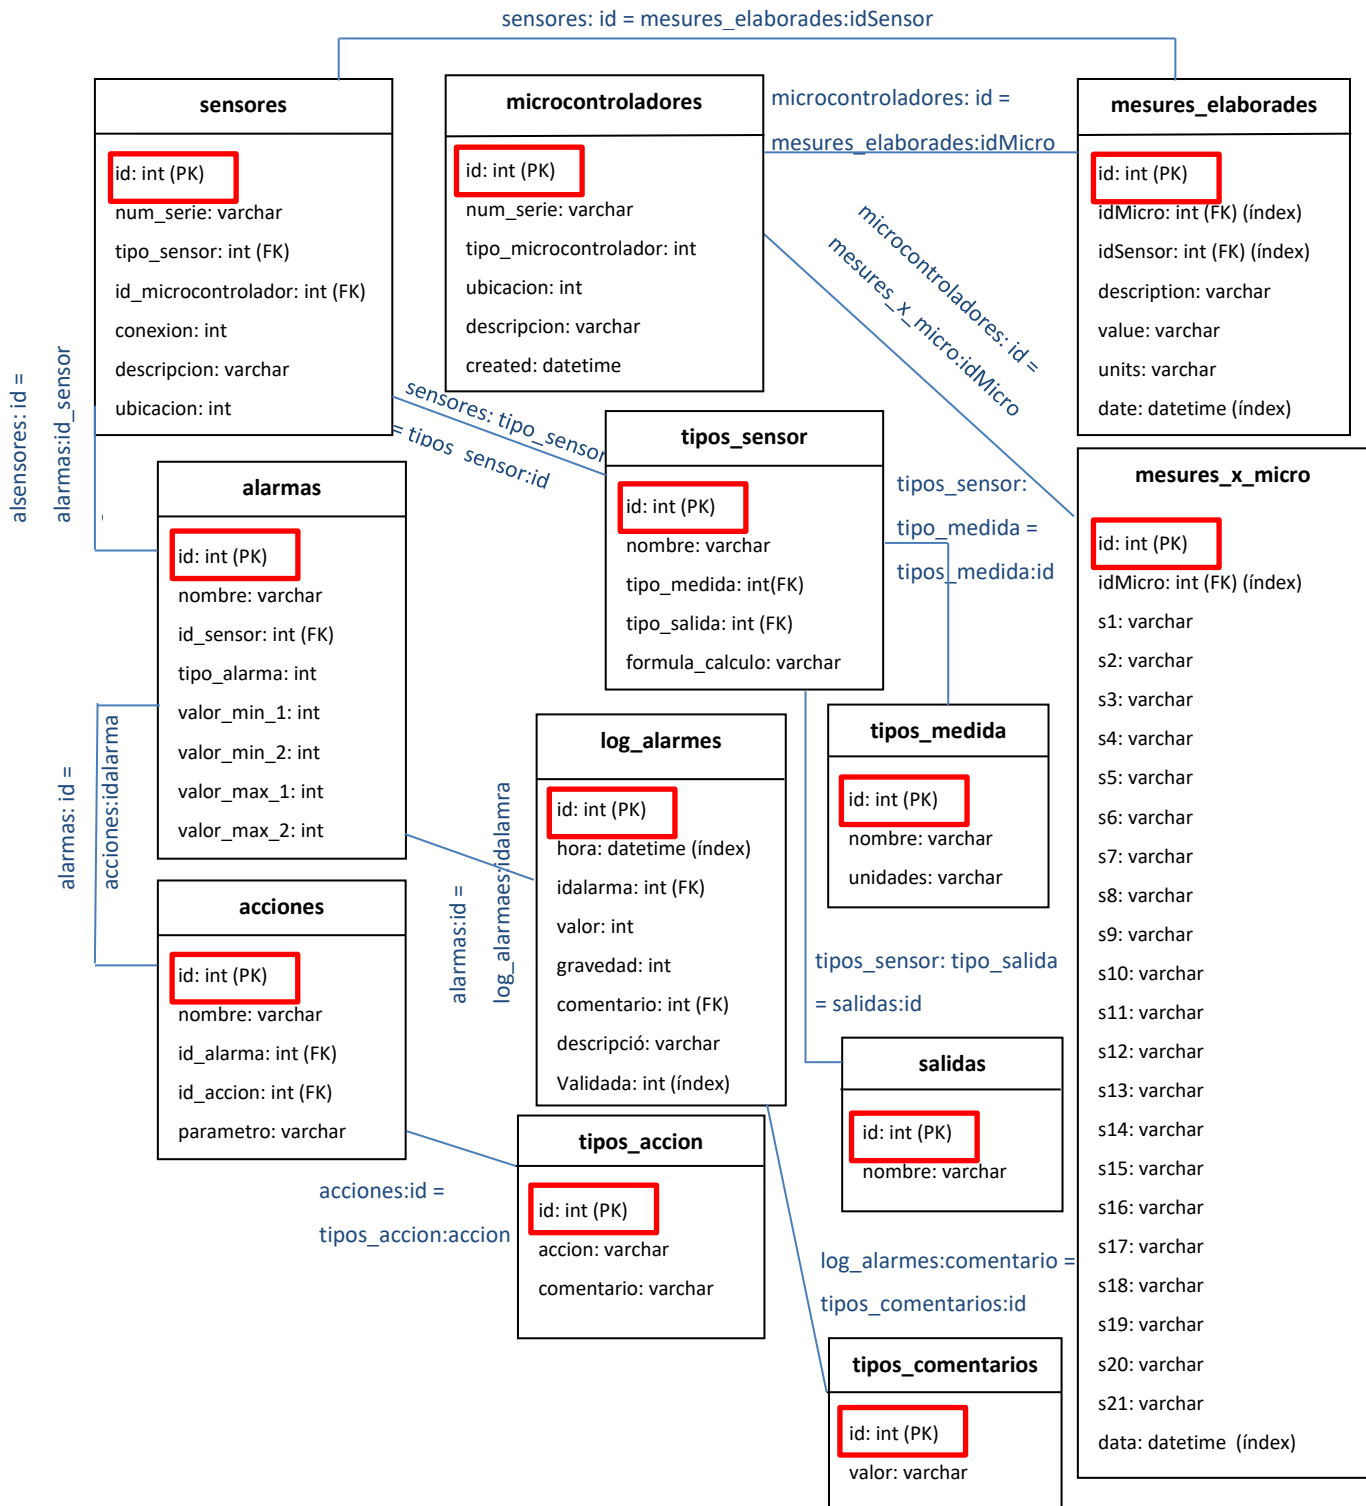 sensores: id = mesures_elaborades:idSensor
sensores
id: int (PK)
num_serie: varchar
tipo_sensor: int (FK)
id_microcontrolador: int (FK)
conexion: int
descripcion: varchar
ubicacion: int
microcontroladores
id: int (PK)
num_serie: varchar
tipo_microcontrolador: int
ubicacion: int
descripcion: varchar
created: datetime
microcontroladores: id =
mesures_elaborades:idMicro
mesures_elaborades
id: int (PK)
idMicro: int (FK) (índex)
idSensor: int (FK) (índex)
description: varchar
value: varchar
units: varchar
date: datetime (índex)
microcontroladores: id =
mesures_x_micro:idMicro
alsensores: id =
alarmas:id_sensor
sensores: tipo_sensor
= tipos_sensor:id
tipos_sensor
id: int (PK)
nombre: varchar
tipo_medida: int(FK)
tipo_salida: int (FK)
formula_calculo: varchar
tipos_sensor:
tipo_medida =
tipos_medida:id
alarmas
id: int (PK)
nombre: varchar
id_sensor: int (FK)
tipo_alarma: int
valor_min_1: int
valor_min_2: int
valor_max_1: int
valor_max_2: int
mesures_x_micro
id: int (PK)
idMicro: int (FK) (índex)
s1: varchar
s2: varchar
s3: varchar
s4: varchar
s5: varchar
s6: varchar
s7: varchar
s8: varchar
s9: varchar
s10: varchar
s11: varchar
s12: varchar
s13: varchar
s14: varchar
s15: varchar
s16: varchar
s17: varchar
s18: varchar
s19: varchar
s20: varchar
s21: varchar
data: datetime (índex)
alarmas: id =
acciones:idalarma
log_alarmes
id: int (PK)
hora: datetime (índex)
idalarma: int (FK)
valor: int
gravedad: int
comentario: int (FK)
descripció: varchar
Validada: int (índex)
alarmas:id =
log_alarmaes:idalamra
tipos_medida
id: int (PK)
nombre: varchar
unidades: varchar
acciones
id: int (PK)
nombre: varchar
id_alarma: int (FK)
id_accion: int (FK)
parametro: varchar
tipos_sensor: tipo_salida
= salidas:id
salidas
id: int (PK)
nombre: varchar
acciones:id =
tipos_accion:accion
tipos_accion
id: int (PK)
accion: varchar
comentario: varchar
log_alarmes:comentario =
tipos_comentarios:id
tipos_comentarios
id: int (PK)
valor: varchar